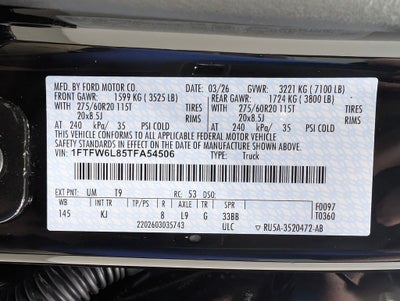 MFD. BY FORD MOTOR CO. 03/26 GVWR: 3221 KG ( 7100 LB)
FRONT GAWR: 1599 KG ( 3525 LB) REAR GAWR: 1724 KG ( 3800 LB)
WITH 275/60R20 115T TIRES WITH 275/60R20 115T TIRES
20x8.5J RIMS 20x8.5J RIMS
AT 240 kPa/ 35 PSI COLD AT 240 kPa/ 35 PSI COLD
THIS VEHICLE CONFORMS TO ALL APPLICABLE FEDERAL MOTOR VEHICLE
SAFETY STANDARDS IN EFFECT ON THE DATE OF MANUFACTURE SHOWN ABOVE.
VIN: 1FTFW6L85TFA54506
TYPE: Truck
EXT PNT: UM T9 RC: 53 DSO: F0097
WB TP/PS R AXLE SPR T0360
145 KJ 8 L9 G 33BB
2202603035743 ULC RU5A-3520472-AB